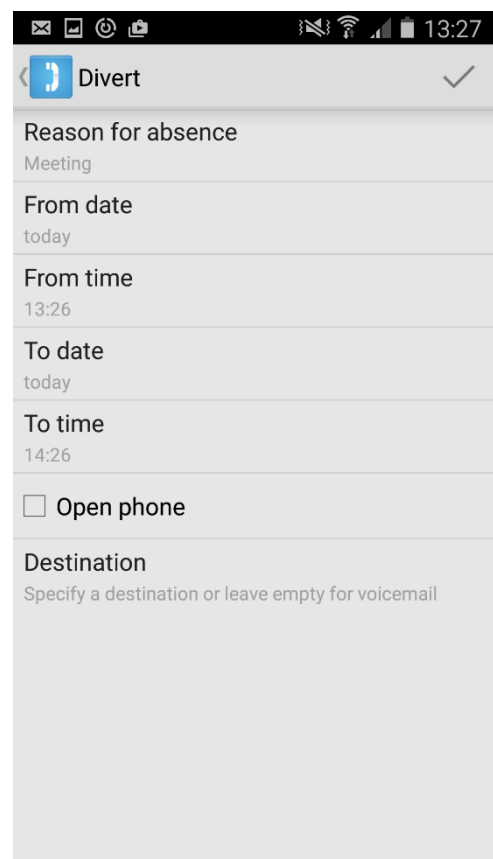 13:27
Divert
Reason for absence
Meeting
From date
today
From time
13:26
To date
today
To time
14:26
Open phone
Destination
Specify a destination or leave empty for voicemail